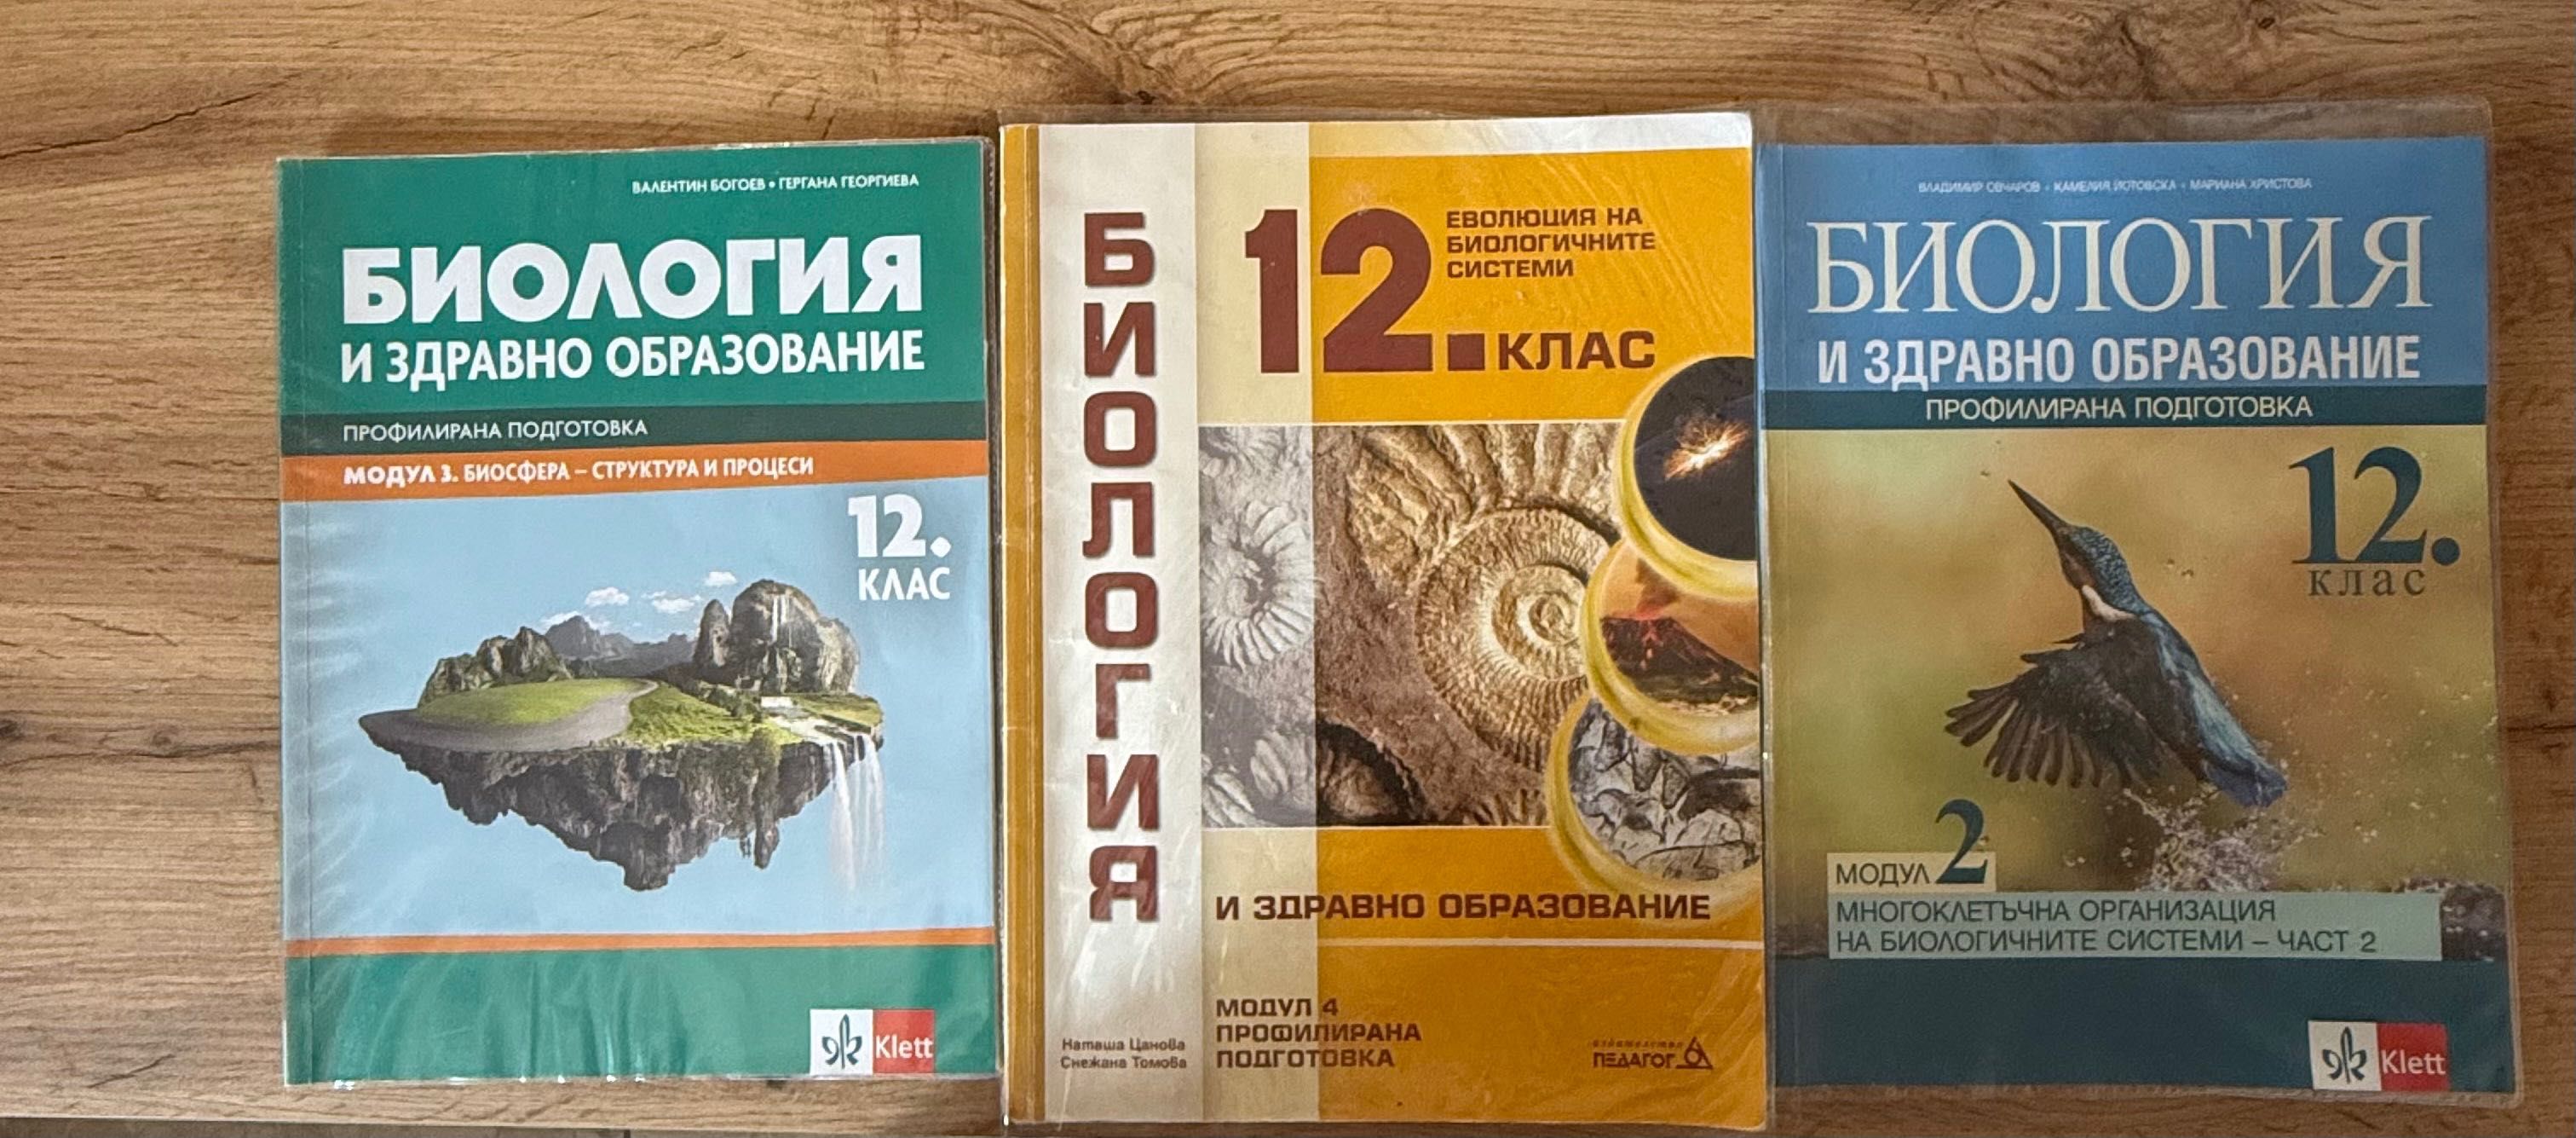 ВАЛЕНТИН БОГОЕВ • ГЕРГАНА ГЕОРГИЕВА
БИОЛОГИЯ
И ЗДРАВНО ОБРАЗОВАНИЕ
ПРОФИЛИРАНА ПОДГОТОВКА
МОДУЛ 3. БИОСФЕРА – СТРУКТУРА И ПРОЦЕСИ
12.
КЛАС
Klett
БИОЛОГИЯ
12.
ЕВОЛЮЦИЯ НА
БИОЛОГИЧНИТЕ
СИСТЕМИ
КЛАС
И ЗДРАВНО ОБРАЗОВАНИЕ
МОДУЛ 4
ПРОФИЛИРАНА
ПОДГОТОВКА
Наташа Цанова
Снежана Томова
издателство
ПЕДАГОГ
ВЛАДИМИР ОВЧАРОВ • КАМЕЛИЯ ЙОТОВСКА • МАРИАНА ХРИСТОВА
БИОЛОГИЯ
И ЗДРАВНО ОБРАЗОВАНИЕ
ПРОФИЛИРАНА ПОДГОТОВКА
12.
клас
МОДУЛ 2
МНОГОКЛЕТЪЧНА ОРГАНИЗАЦИЯ
НА БИОЛОГИЧНИТЕ СИСТЕМИ – ЧАСТ 2
Klett